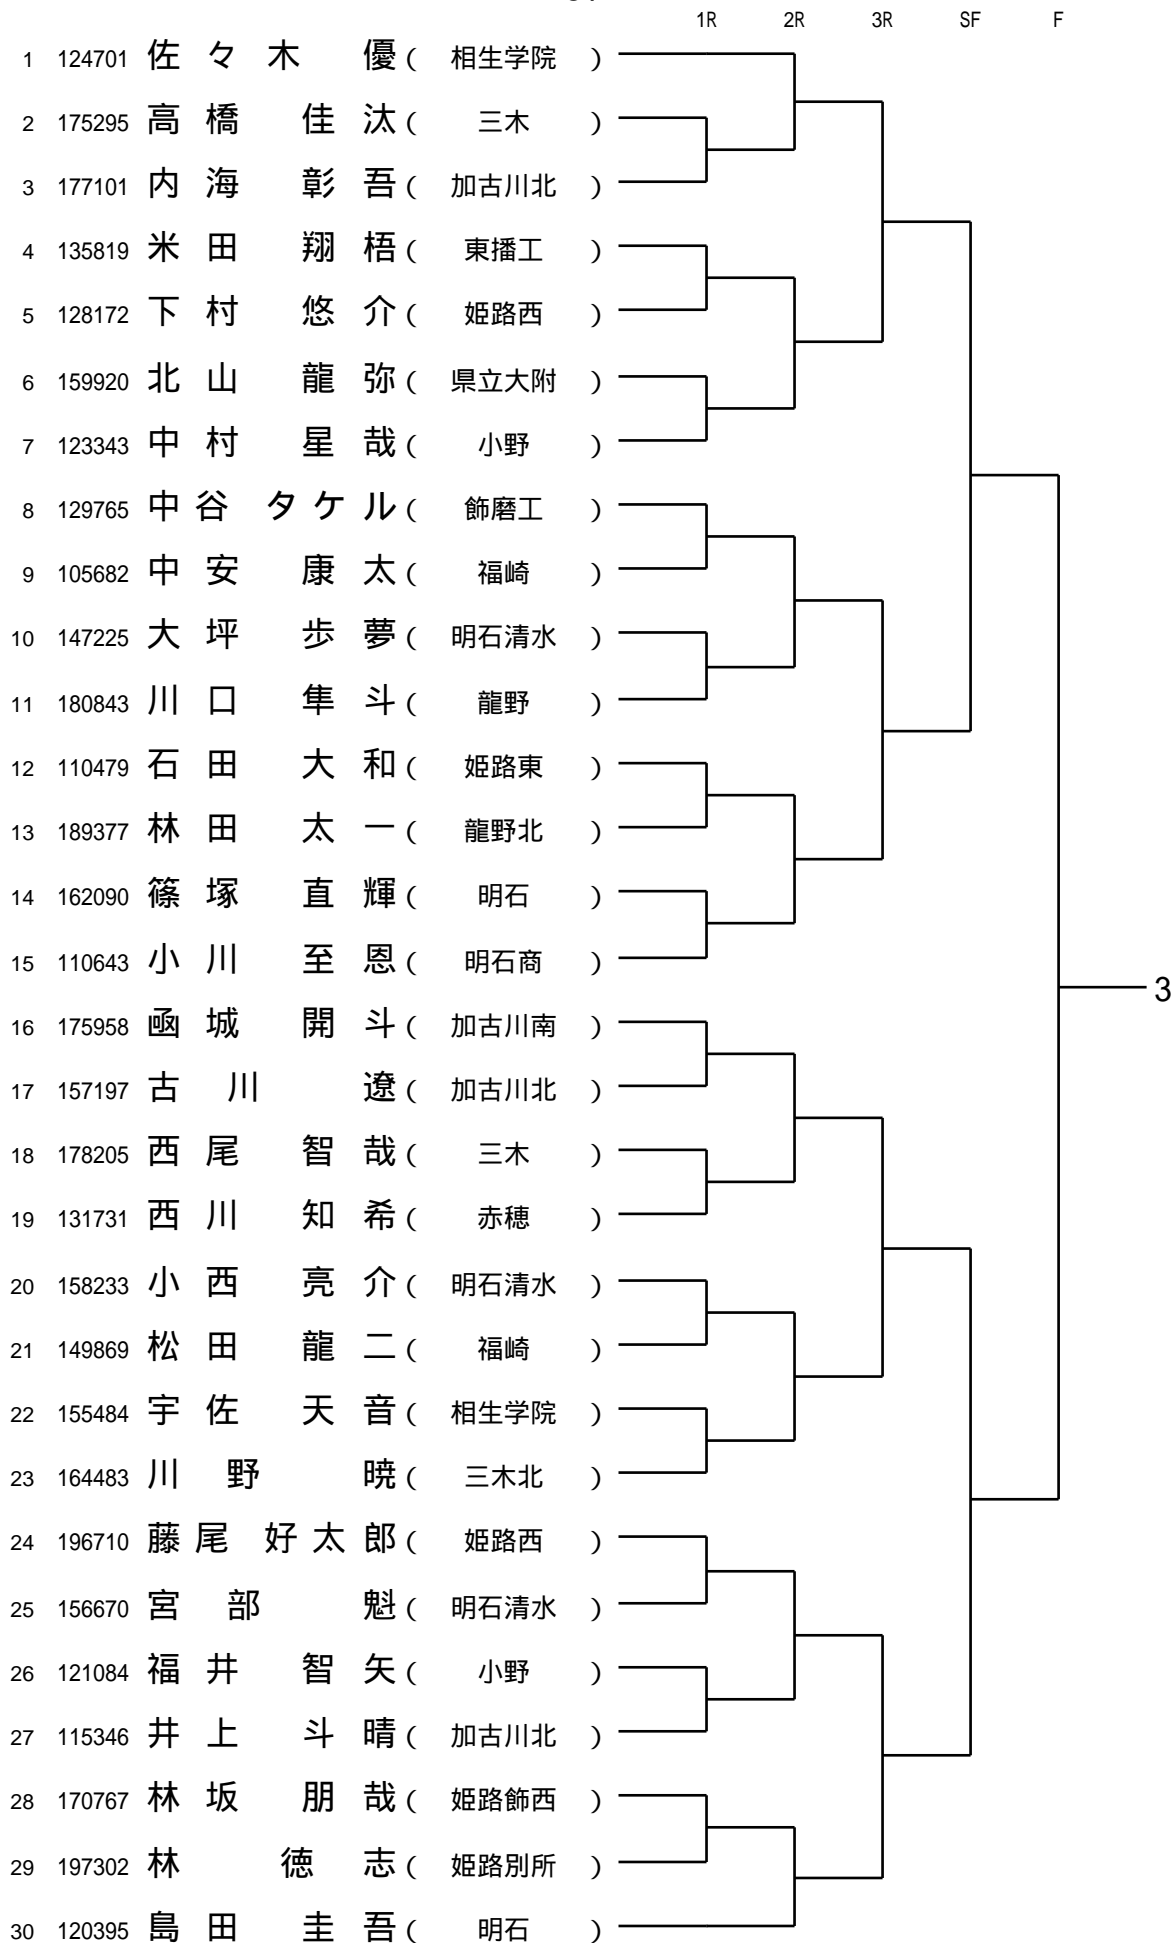 1R 2R 3R SF F
1 124701 佐々木 優 ( 相生学院 )
2 175295 高橋 佳汰 ( 三木 )
3 177101 内海 彰吾 ( 加古川北 )
4 135819 米田 翔梧 ( 東播工 )
5 128172 下村 悠介 ( 姫路西 )
6 159920 北山 龍弥 ( 県立大附 )
7 123343 中村 星哉 ( 小野 )
8 129765 中谷 タケル ( 飾磨工 )
9 105682 中安 康太 ( 福崎 )
10 147225 大坪 歩夢 ( 明石清水 )
11 180843 川口 隼斗 ( 龍野 )
12 110479 石田 大和 ( 姫路東 )
13 189377 林田 太一 ( 龍野北 )
14 162090 篠塚 直輝 ( 明石 )
15 110643 小川 至恩 ( 明石商 )
3
16 175958 凾城 開斗 ( 加古川南 )
17 157197 古川 遼 ( 加古川北 )
18 178205 西尾 智哉 ( 三木 )
19 131731 西川 知希 ( 赤穂 )
20 158233 小西 亮介 ( 明石清水 )
21 149869 松田 龍二 ( 福崎 )
22 155484 宇佐 天音 ( 相生学院 )
23 164483 川野 暁 ( 三木北 )
24 196710 藤尾 好太郎 ( 姫路西 )
25 156670 宮部 魁 ( 明石清水 )
26 121084 福井 智矢 ( 小野 )
27 115346 井上 斗晴 ( 加古川北 )
28 170767 林坂 朋哉 ( 姫路飾西 )
29 197302 林 徳志 ( 姫路別所 )
30 120395 島田 圭吾 ( 明石 )